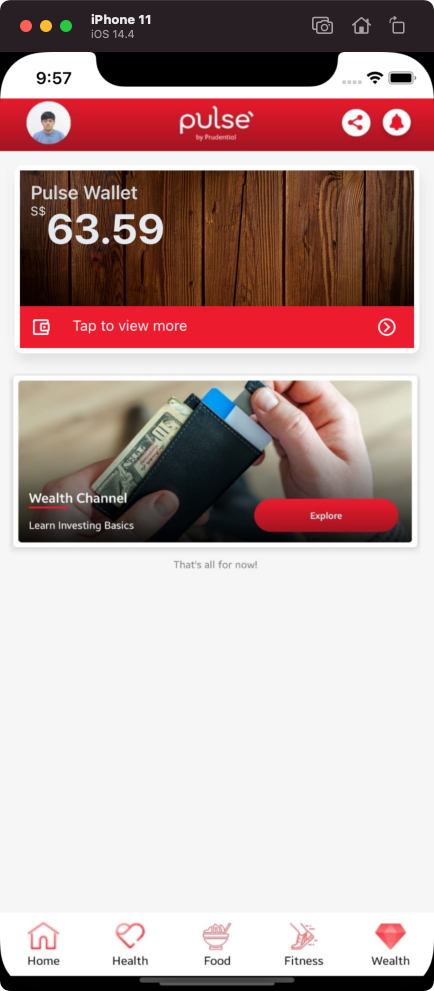 iPhone 11
iOS 14.4
9:57
pulse
by Prudential
Pulse Wallet
S$
63.59
Tap to view more
Wealth Channel
Learn Investing Basics
Explore
That's all for now!
Home
Health
Food
Fitness
Wealth